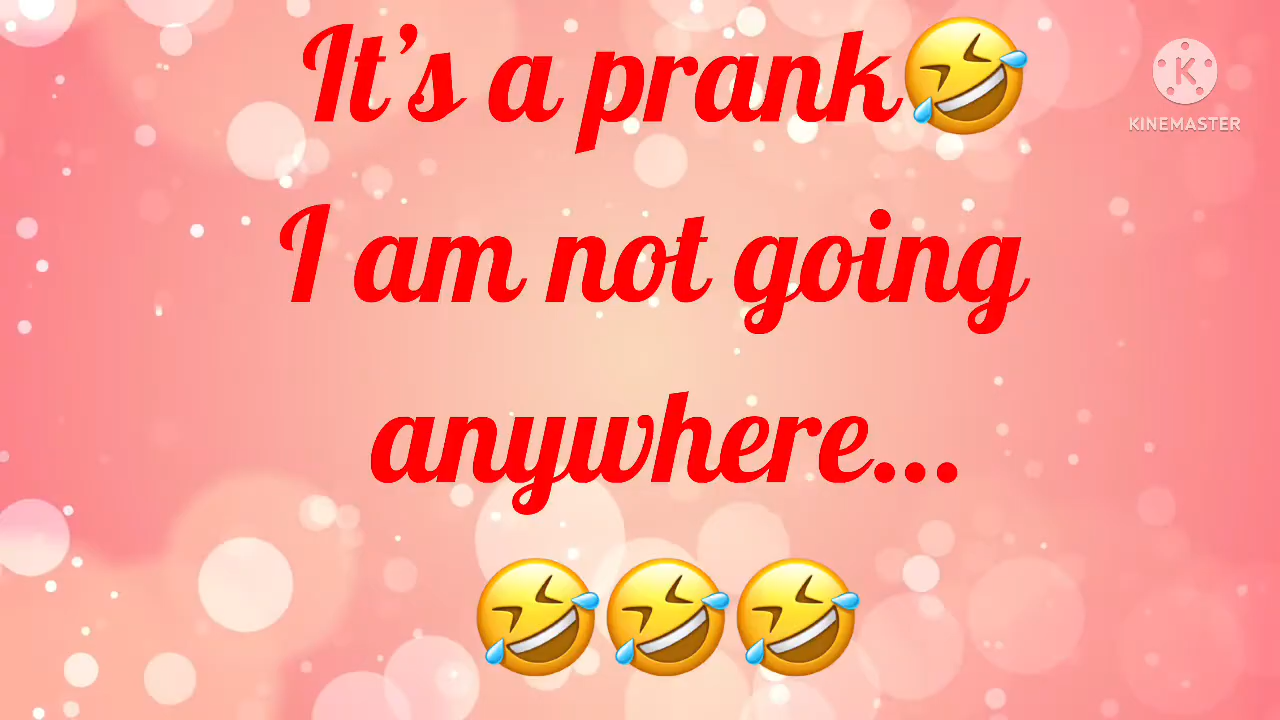 It's a prank🤣
K
KINEMASTER
I am not going
anywhere...
🤣🤣🤣